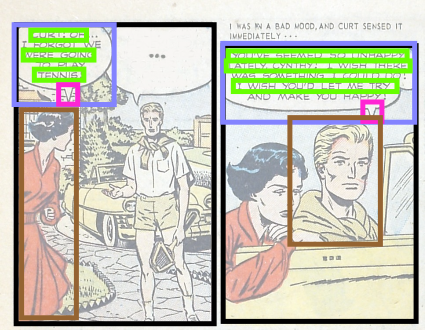 CURT! OH...
I FORGOT WE
WERE GOING
TO PLAY
TENNIS!
...
I WAS IN A BAD MOOD, AND CURT SENSED IT
IMMEDIATELY...
YOU'VE SEEMED SO UNHAPPY
LATELY, CYNTHY! I WISH THERE
WAS SOMETHING I COULD DO!
I WISH YOU'D LET ME TRY
AND MAKE YOU HAPPY!
...